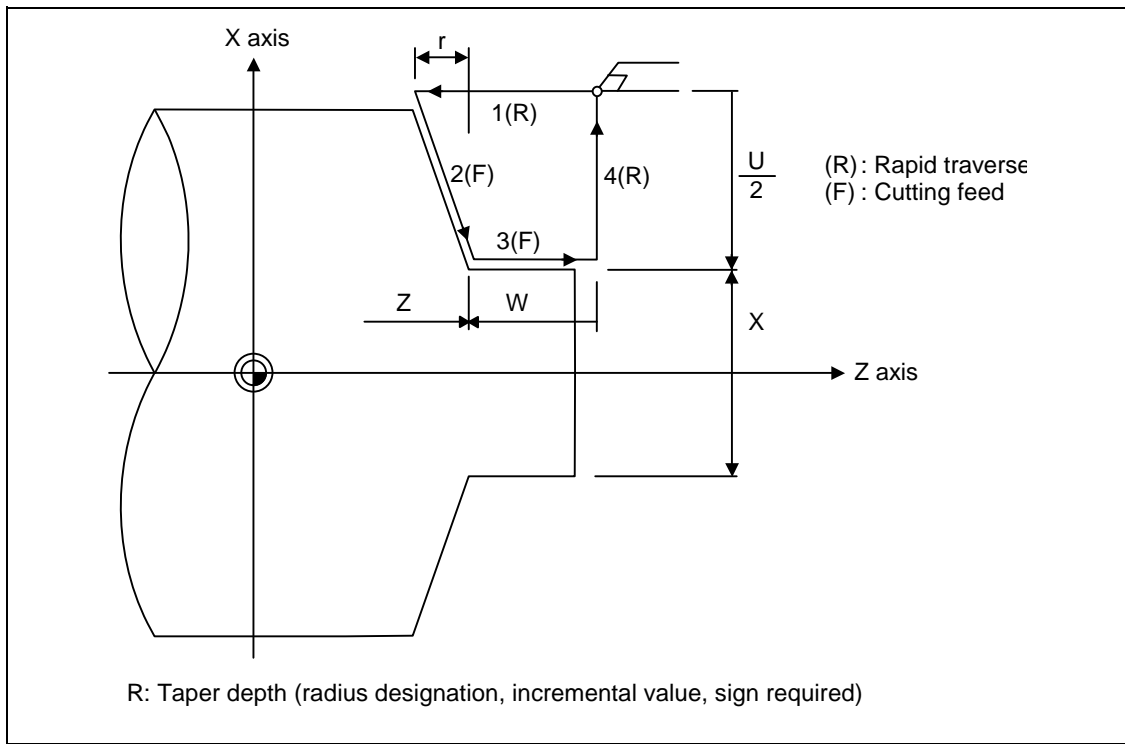 X axis
r
1(R)
2(F)
4(R)
U
2
(R) : Rapid traverse
(F) : Cutting feed
3(F)
Z
W
X
Z axis
R: Taper depth (radius designation, incremental value, sign required)